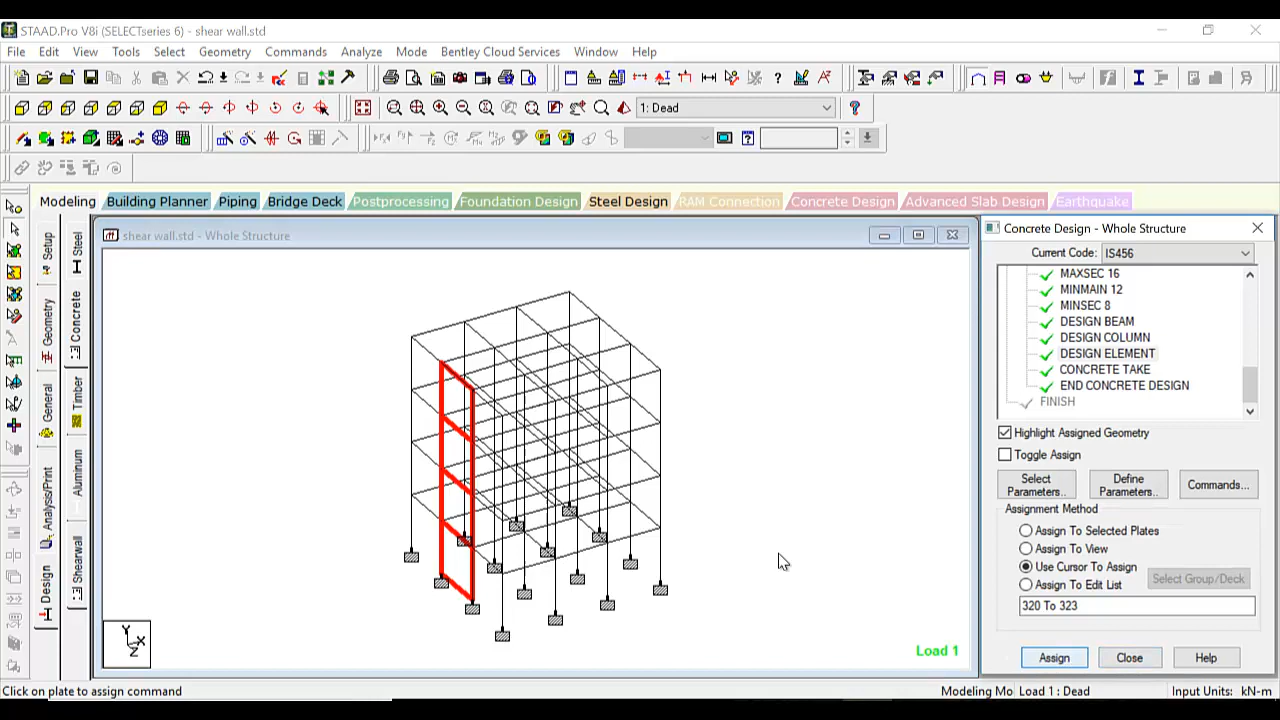 STAAD.Pro V8i (SELECTseries 6) - shear wall.std
File Edit View Tools Select Geometry Commands Analyze Mode Bentley Cloud Services Window Help
1: Dead
Modeling Building Planner Piping Bridge Deck Postprocessing Foundation Design Steel Design RAM Connection Concrete Design Advanced Slab Design Earthquake
Setup
Geometry
General
Analysis/Print
Design
Steel
Concrete
Timber
Aluminum
Shearwall
shear wall.std - Whole Structure
Y
X
Z
Load 1
Concrete Design - Whole Structure
Current Code: IS456
MAXSEC 16
MINMAIN 12
MINSEC 8
DESIGN BEAM
DESIGN COLUMN
DESIGN ELEMENT
CONCRETE TAKE
END CONCRETE DESIGN
FINISH
Highlight Assigned Geometry
Toggle Assign
Select Parameters..
Define Parameters..
Commands...
Assignment Method
Assign To Selected Plates
Assign To View
Use Cursor To Assign
Select Group/Deck
Assign To Edit List
320 To 323
Assign Close Help
Click on plate to assign command
Modeling Mo Load 1 : Dead Input Units: kN-m